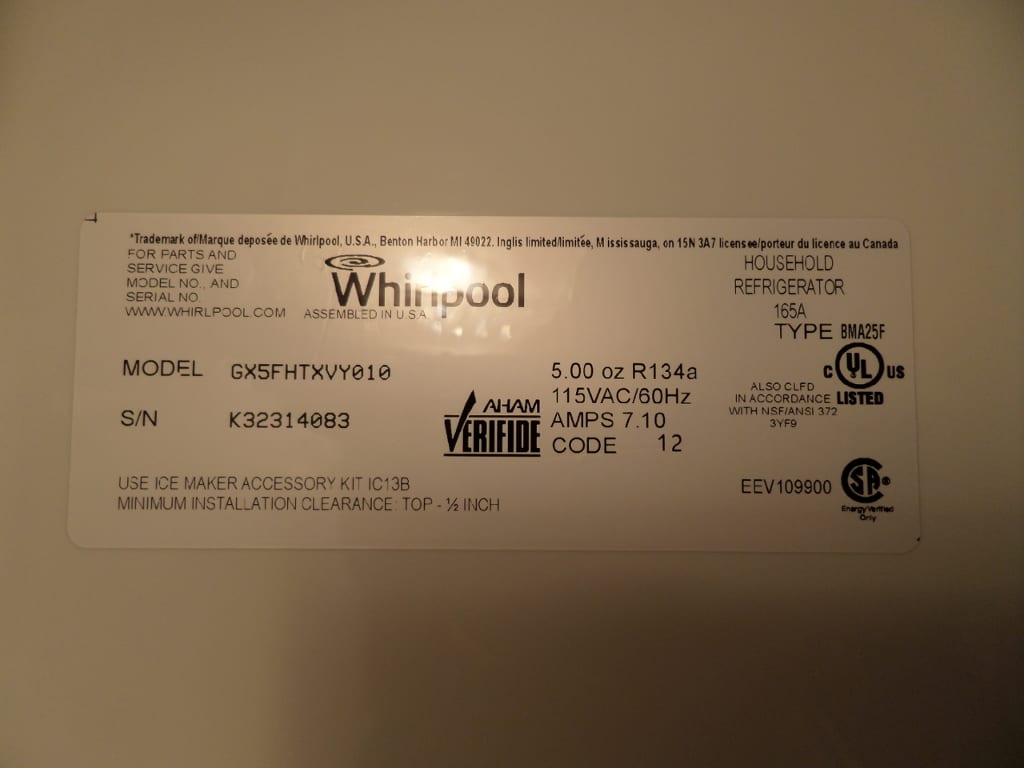 *Trademark of/Marque deposée de Whirlpool, U.S.A., Benton Harbor MI 49022. Inglis limited/limitée, Mississauga, on 15N 3A7 licensee/porteur du licence au Canada
FOR PARTS AND
SERVICE GIVE
MODEL NO., AND
SERIAL NO.
WWW.WHIRLPOOL.COM
Whirlpool
ASSEMBLED IN U.S.A.
HOUSEHOLD
REFRIGERATOR
165A
TYPE BMA25F
MODEL GX5FHTXVY010
S/N K32314083
AHAM
VERIFIDE
5.00 oz R134a
115VAC/60Hz
AMPS 7.10
CODE 12
C UL US
LISTED
ALSO CLFD
IN ACCORDANCE
WITH NSF/ANSI 372
3YF9
USE ICE MAKER ACCESSORY KIT IC13B
MINIMUM INSTALLATION CLEARANCE: TOP - ½ INCH
EEV109900
SA®
Energy Verified
Only